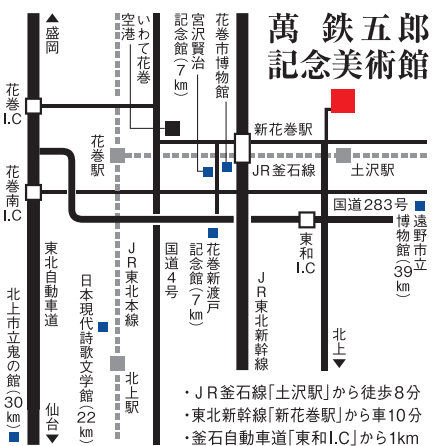 萬 鉄五郎
記念美術館
▲盛岡
花巻I.C
花巻南I.C
東北自動車道
仙台▼
北上市立鬼の館(30km)
いわて花巻空港
宮沢賢治記念館(7km)
花巻市博物館
花巻駅
新花巻駅
JR釜石線
土沢駅
国道283号
遠野市立博物館(39km)
東和I.C
花巻新渡戸記念館(7km)
国道4号
JR東北本線
日本現代詩歌文学館(22km)
北上駅
JR東北新幹線
北上▼
・JR釜石線「土沢駅」から徒歩8分
・東北新幹線「新花巻駅」から車10分
・釜石自動車道「東和I.C」から1km